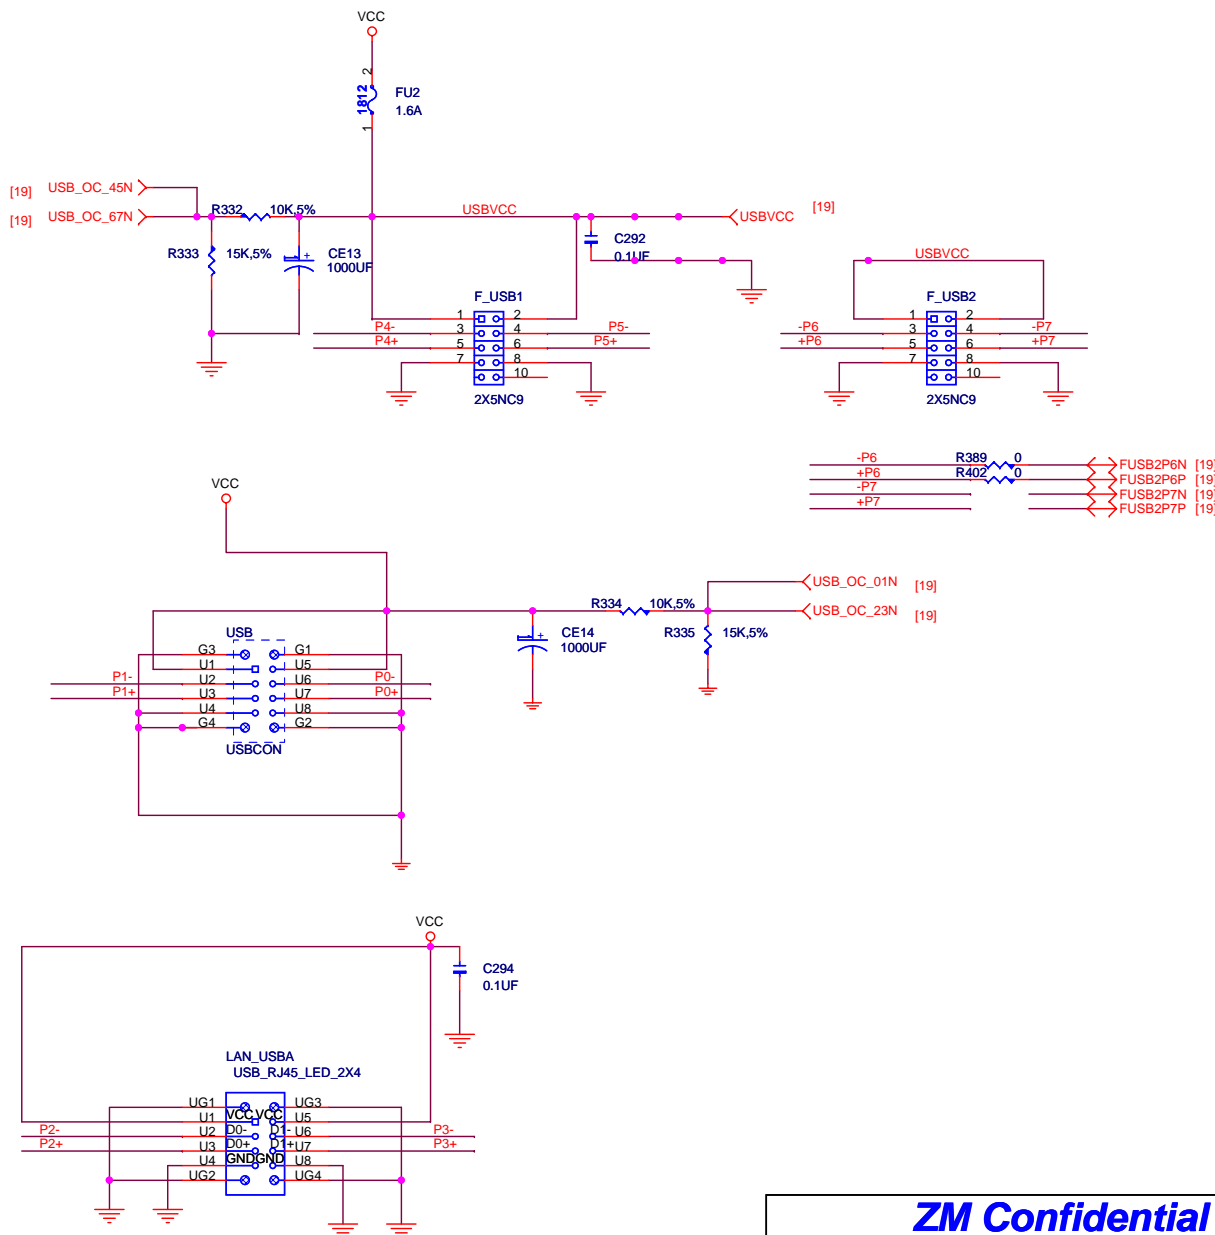 VCC
2
1812
FU2
1.6A
1
[19] USB_OC_45N
[19] USB_OC_67N
R332 10K,5%
USBVCC
USBVCC [19]
R333 15K,5%
CE13
1000UF
+
C292
0.1UF
USBVCC
F_USB1
F_USB2
1 2
P4- 3 4 P5-
P4+ 5 6 P5+
7 8
10
2X5NC9
1 2
-P6 3 4 -P7
+P6 5 6 +P7
7 8
10
2X5NC9
-P6 R389 0 FUSB2P6N [19]
+P6 R402 0 FUSB2P6P [19]
-P7 FUSB2P7N [19]
+P7 FUSB2P7P [19]
VCC
USB_OC_01N [19]
R334 10K,5%
USB_OC_23N [19]
CE14
1000UF
+
R335 15K,5%
USB
G3 G1
U1 U5
P1- U2 U6 P0-
P1+ U3 U7 P0+
U4 U8
G4 G2
USBCON
VCC
C294
0.1UF
LAN_USBA
USB_RJ45_LED_2X4
UG1 UG3
U1 VCC VCC U5
P2- U2 D0- D1- U6 P3-
P2+ U3 D0+ D1+ U7 P3+
U4 GND GND U8
UG2 UG4
ZM Confidential